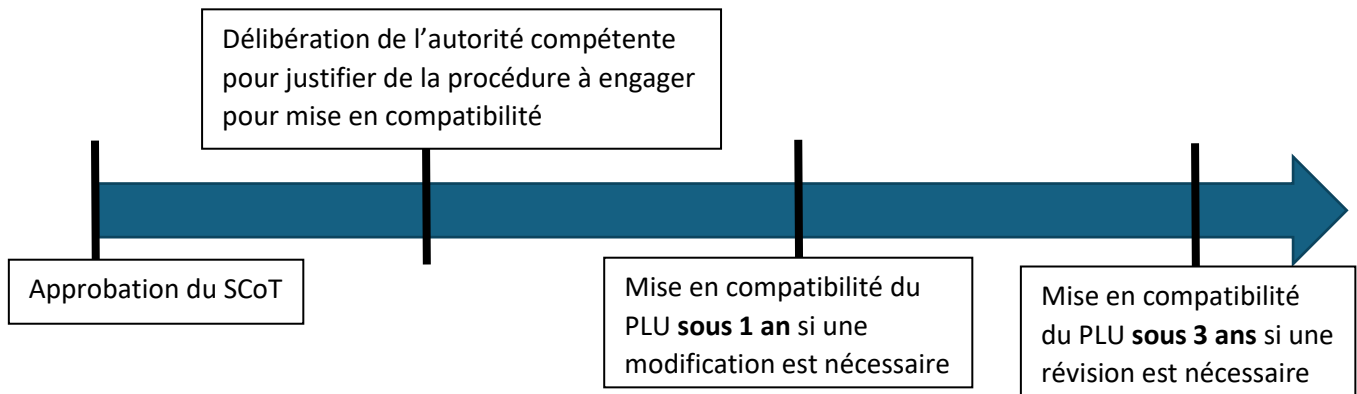 Délibération de l’autorité compétente
pour justifier de la procédure à engager
pour mise en compatibilité
Approbation du SCoT
Mise en compatibilité du
PLU sous 1 an si une
modification est nécessaire
Mise en compatibilité
du PLU sous 3 ans si une
révision est nécessaire